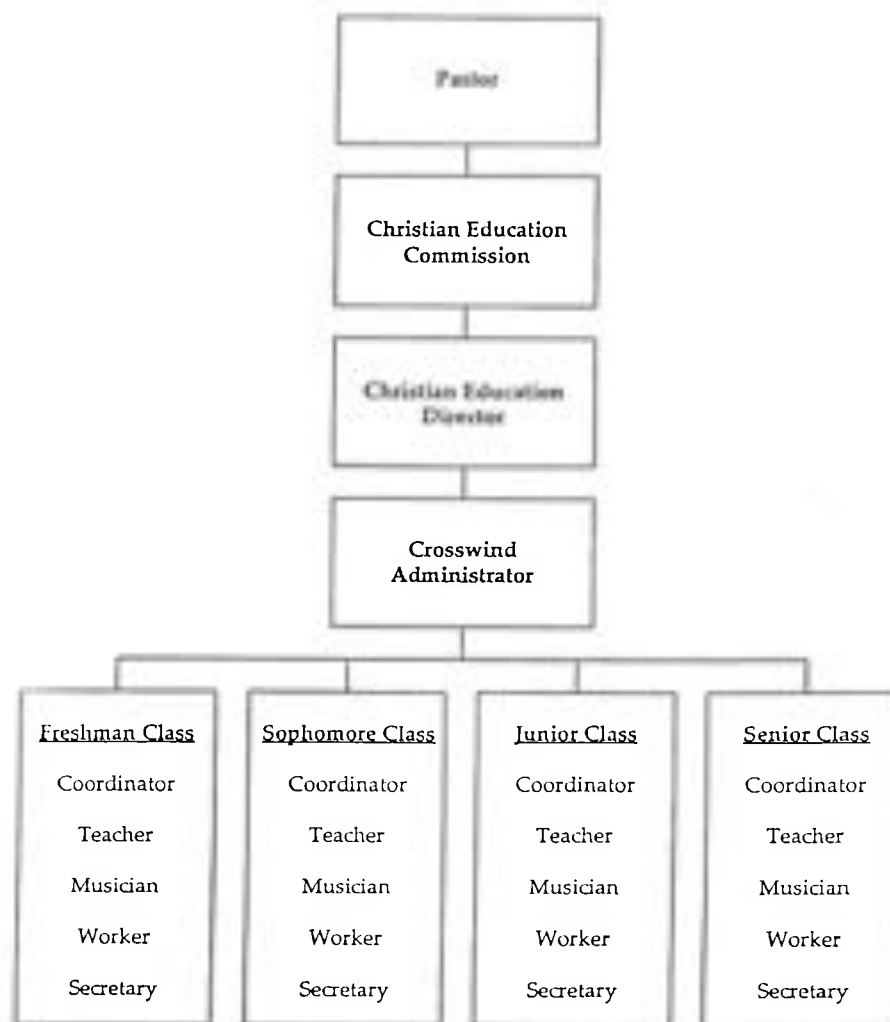 Pastor
Christian Education
Commission
Christian Education
Director
Crosswind
Administrator
Freshman Class
Coordinator
Teacher
Musician
Worker
Secretary
Sophomore Class
Coordinator
Teacher
Musician
Worker
Secretary
Junior Class
Coordinator
Teacher
Musician
Worker
Secretary
Senior Class
Coordinator
Teacher
Musician
Worker
Secretary